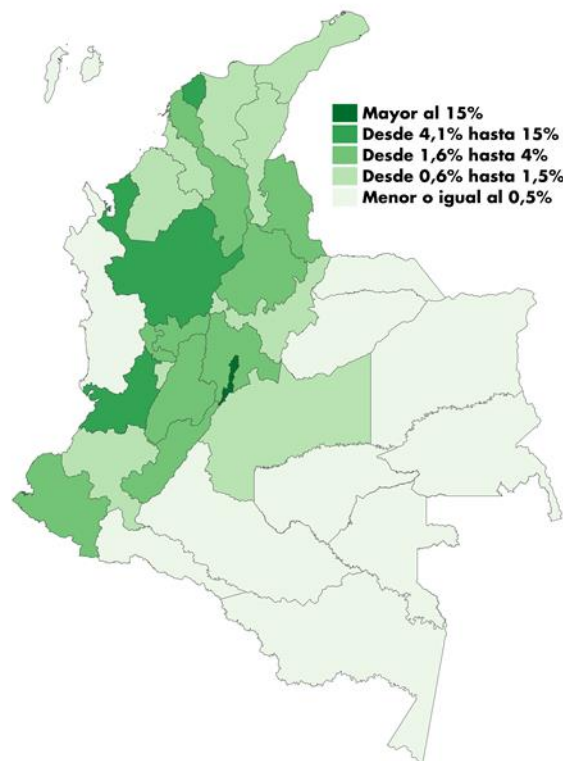 Mayor al 15%
Desde 4,1% hasta 15%
Desde 1,6% hasta 4%
Desde 0,6% hasta 1,5%
Menor o igual al 0,5%